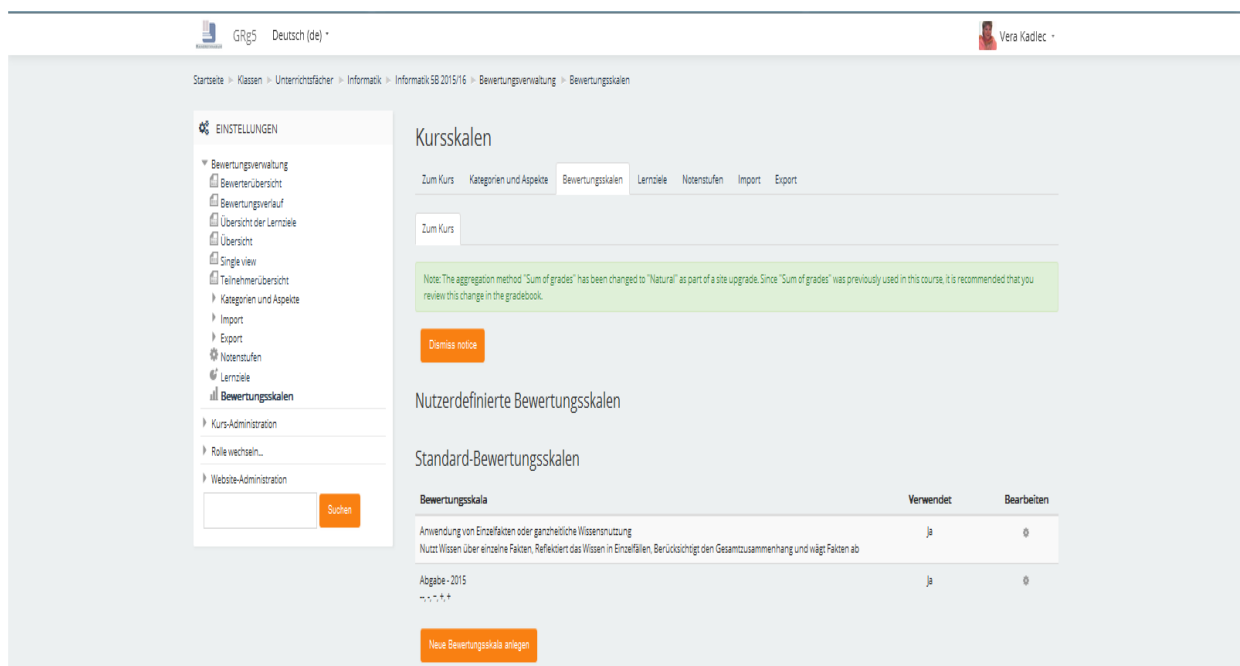 GRg5 Deutsch (de)
Vera Kadlec
Startseite Klassen Unterrichtsfächer Informatik Informatik 5B 2015/16 Bewertungsverwaltung Bewertungsskalen
EINSTELLUNGEN
Bewertungsverwaltung
Bewerterübersicht
Bewertungsverlauf
Übersicht der Lernziele
Übersicht
Single view
Teilnehmerübersicht
Kategorien und Aspekte
Import
Export
Notenstufen
Lernziele
Bewertungsskalen
Kurs-Administration
Rolle wechseln...
Website-Administration
Suchen
Kursskalen
Zum Kurs Kategorien und Aspekte Bewertungsskalen Lernziele Notenstufen Import Export
Zum Kurs
Note: The aggregation method "Sum of grades" has been changed to "Natural" as part of a site upgrade. Since "Sum of grades" was previously used in this course, it is recommended that you
review this change in the gradebook.
Dismiss notice
Nutzerdefinierte Bewertungsskalen
Standard-Bewertungsskalen
Bewertungsskala Verwendet Bearbeiten
Anwendung von Einzelfakten oder ganzheitliche Wissensnutzung Ja
Nutzt Wissen über einzelne Fakten, Reflektiert das Wissen in Einzelfällen, Berücksichtigt den Gesamtzusammenhang und wägt Fakten ab
Abgabe - 2015 Ja
Neue Bewertungsskala anlegen